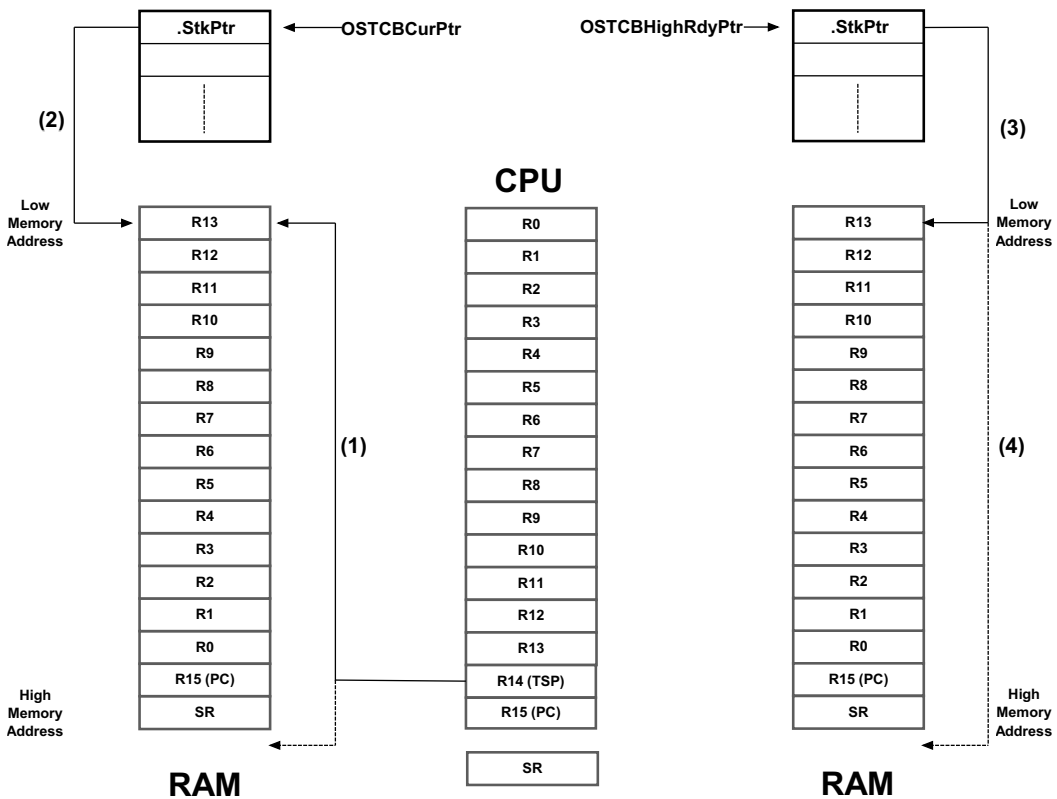 .StkPtr
OSTCBCurPtr
OSTCBHighRdyPtr
.StkPtr
(2)
(3)
CPU
Low
Memory
Address
R13
R12
R11
R10
R9
R8
R7
R6
R5
R4
R3
R2
R1
R0
R15 (PC)
SR
High
Memory
Address
RAM
(1)
R0
R1
R2
R3
R4
R5
R6
R7
R8
R9
R10
R11
R12
R13
R14 (TSP)
R15 (PC)
SR
R13
R12
R11
R10
R9
R8
R7
R6
R5
R4
R3
R2
R1
R0
R15 (PC)
SR
RAM
Low
Memory
Address
(4)
High
Memory
Address